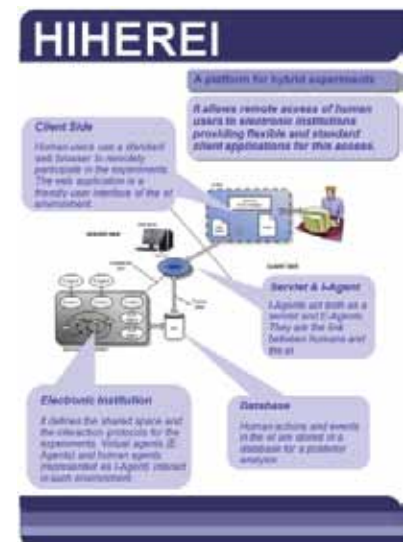 HIHEREI
A platform for hybrid experiments
It allows remote access of human
users to electronic institutions
providing flexible and standard
client applications for this access.
Client Side
Human users use a standard
web browser to remotely
participate in the experiments.
The web application is a
friendly user interface of the
environment.
Servlet & I-Agent
I-Agents act both as a
servlet and E-Agents.
They are the link
between humans and
the
Electronic Institution
It defines the shared space and
the interaction protocols for the
experiments. Virtual agents (E-
Agents) and human agents
(represented as I-Agent) interact
in such environment.
Database
Human actions and events
in the are stored in a
database for a posterior
analysis